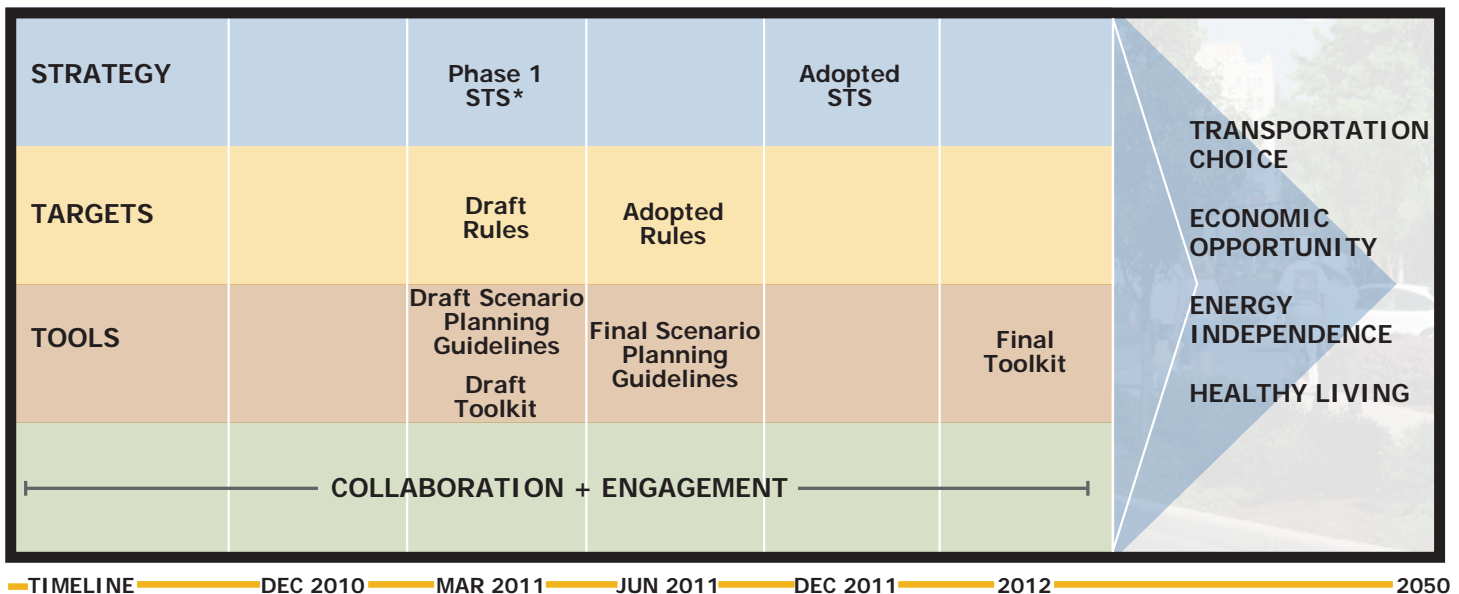 STRATEGY
Phase 1
STS*
Adopted
STS
TARGETS
Draft
Rules
Adopted
Rules
TOOLS
Draft Scenario
Planning
Guidelines
Draft
Toolkit
Final Scenario
Planning
Guidelines
Final
Toolkit
COLLABORATION + ENGAGEMENT
TRANSPORTATION
CHOICE
ECONOMIC
OPPORTUNITY
ENERGY
INDEPENDENCE
HEALTHY LIVING
TIMELINE DEC 2010 MAR 2011 JUN 2011 DEC 2011 2012 2050